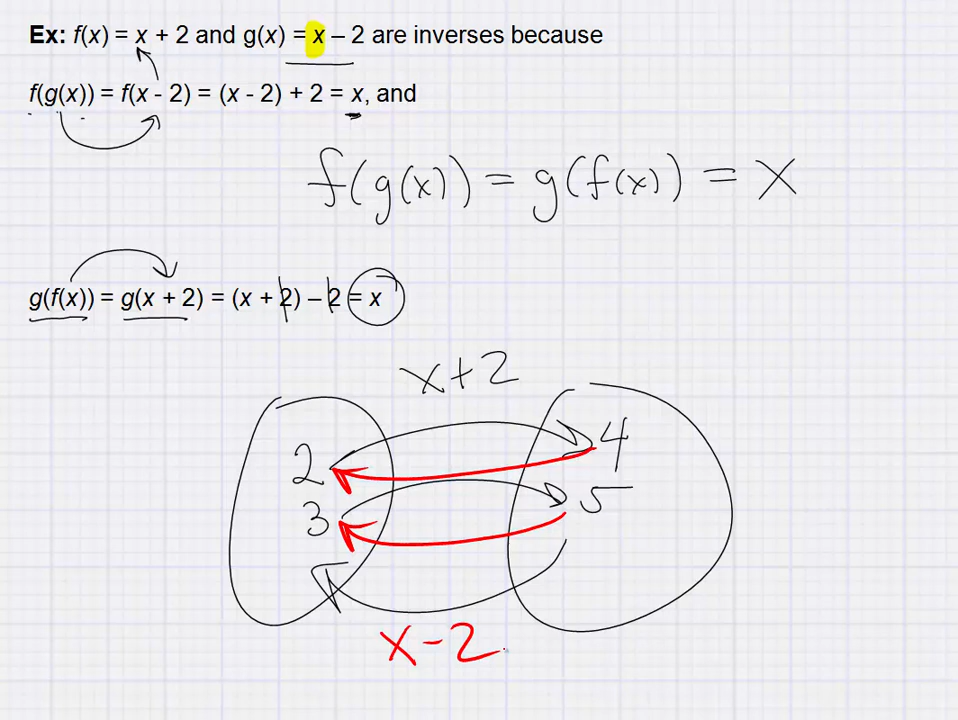 Ex: f(x) = x + 2 and g(x) = x – 2 are inverses because
f(g(x)) = f(x - 2) = (x - 2) + 2 = x, and
f(g(x)) = g(f(x)) = x
g(f(x)) = g(x + 2) = (x + 2) – 2 = x
x+2
2 4
3 5
x-2